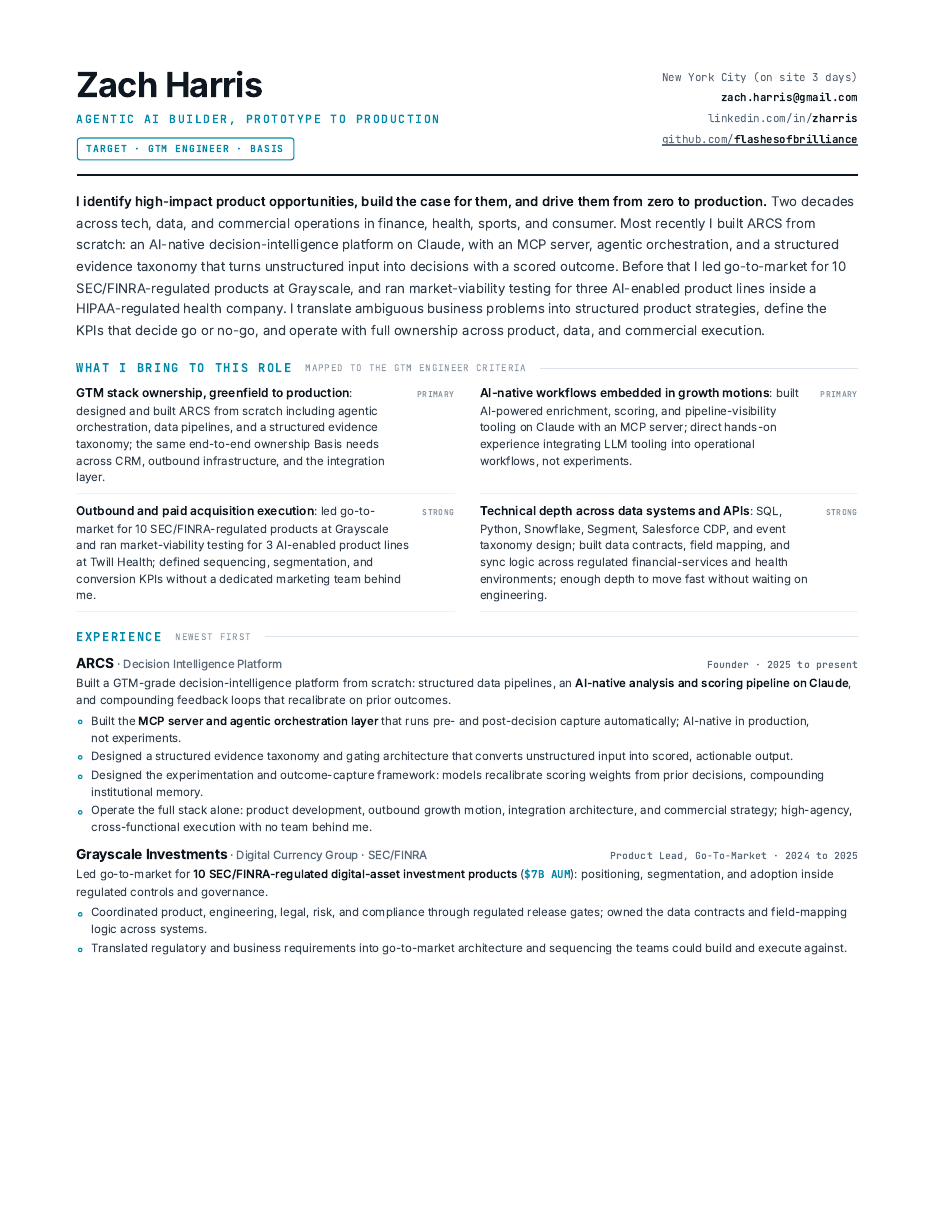 Zach Harris
AGENTIC AI BUILDER, PROTOTYPE TO PRODUCTION
TARGET · GTM ENGINEER · BASIS
New York City (on site 3 days)
zach.harris@gmail.com
linkedin.com/in/zharris
github.com/flashesofbrilliance
I identify high-impact product opportunities, build the case for them, and drive them from zero to production. Two decades
across tech, data, and commercial operations in finance, health, sports, and consumer. Most recently I built ARCS from
scratch: an AI-native decision-intelligence platform on Claude, with an MCP server, agentic orchestration, and a structured
evidence taxonomy that turns unstructured input into decisions with a scored outcome. Before that I led go-to-market for 10
SEC/FINRA-regulated products at Grayscale, and ran market-viability testing for three AI-enabled product lines inside a
HIPAA-regulated health company. I translate ambiguous business problems into structured product strategies, define the
KPIs that decide go or no-go, and operate with full ownership across product, data, and commercial execution.
WHAT I BRING TO THIS ROLE MAPPED TO THE GTM ENGINEER CRITERIA
GTM stack ownership, greenfield to production: PRIMARY
designed and built ARCS from scratch including agentic
orchestration, data pipelines, and a structured evidence
taxonomy; the same end-to-end ownership Basis needs
across CRM, outbound infrastructure, and the integration
layer.
AI-native workflows embedded in growth motions: built PRIMARY
AI-powered enrichment, scoring, and pipeline-visibility
tooling on Claude with an MCP server; direct hands-on
experience integrating LLM tooling into operational
workflows, not experiments.
Outbound and paid acquisition execution: led go-to- STRONG
market for 10 SEC/FINRA-regulated products at Grayscale
and ran market-viability testing for 3 AI-enabled product lines
at Twill Health; defined sequencing, segmentation, and
conversion KPIs without a dedicated marketing team behind
me.
Technical depth across data systems and APIs: SQL, STRONG
Python, Snowflake, Segment, Salesforce CDP, and event
taxonomy design; built data contracts, field mapping, and
sync logic across regulated financial-services and health
environments; enough depth to move fast without waiting on
engineering.
EXPERIENCE NEWEST FIRST
ARCS · Decision Intelligence Platform Founder · 2025 to present
Built a GTM-grade decision-intelligence platform from scratch: structured data pipelines, an AI-native analysis and scoring pipeline on Claude,
and compounding feedback loops that recalibrate on prior outcomes.
Built the MCP server and agentic orchestration layer that runs pre- and post-decision capture automatically; AI-native in production,
not experiments.
Designed a structured evidence taxonomy and gating architecture that converts unstructured input into scored, actionable output.
Designed the experimentation and outcome-capture framework: models recalibrate scoring weights from prior decisions, compounding
institutional memory.
Operate the full stack alone: product development, outbound growth motion, integration architecture, and commercial strategy; high-agency,
cross-functional execution with no team behind me.
Grayscale Investments · Digital Currency Group · SEC/FINRA Product Lead, Go-To-Market · 2024 to 2025
Led go-to-market for 10 SEC/FINRA-regulated digital-asset investment products ($7B AUM): positioning, segmentation, and adoption inside
regulated controls and governance.
Coordinated product, engineering, legal, risk, and compliance through regulated release gates; owned the data contracts and field-mapping
logic across systems.
Translated regulatory and business requirements into go-to-market architecture and sequencing the teams could build and execute against.